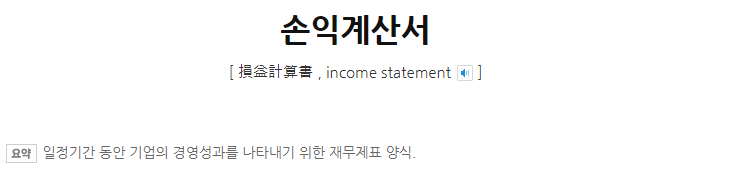 손익계산서
[ 損益計算書 , income statement ]
요약 일정기간 동안 기업의 경영성과를 나타내기 위한 재무제표 양식.